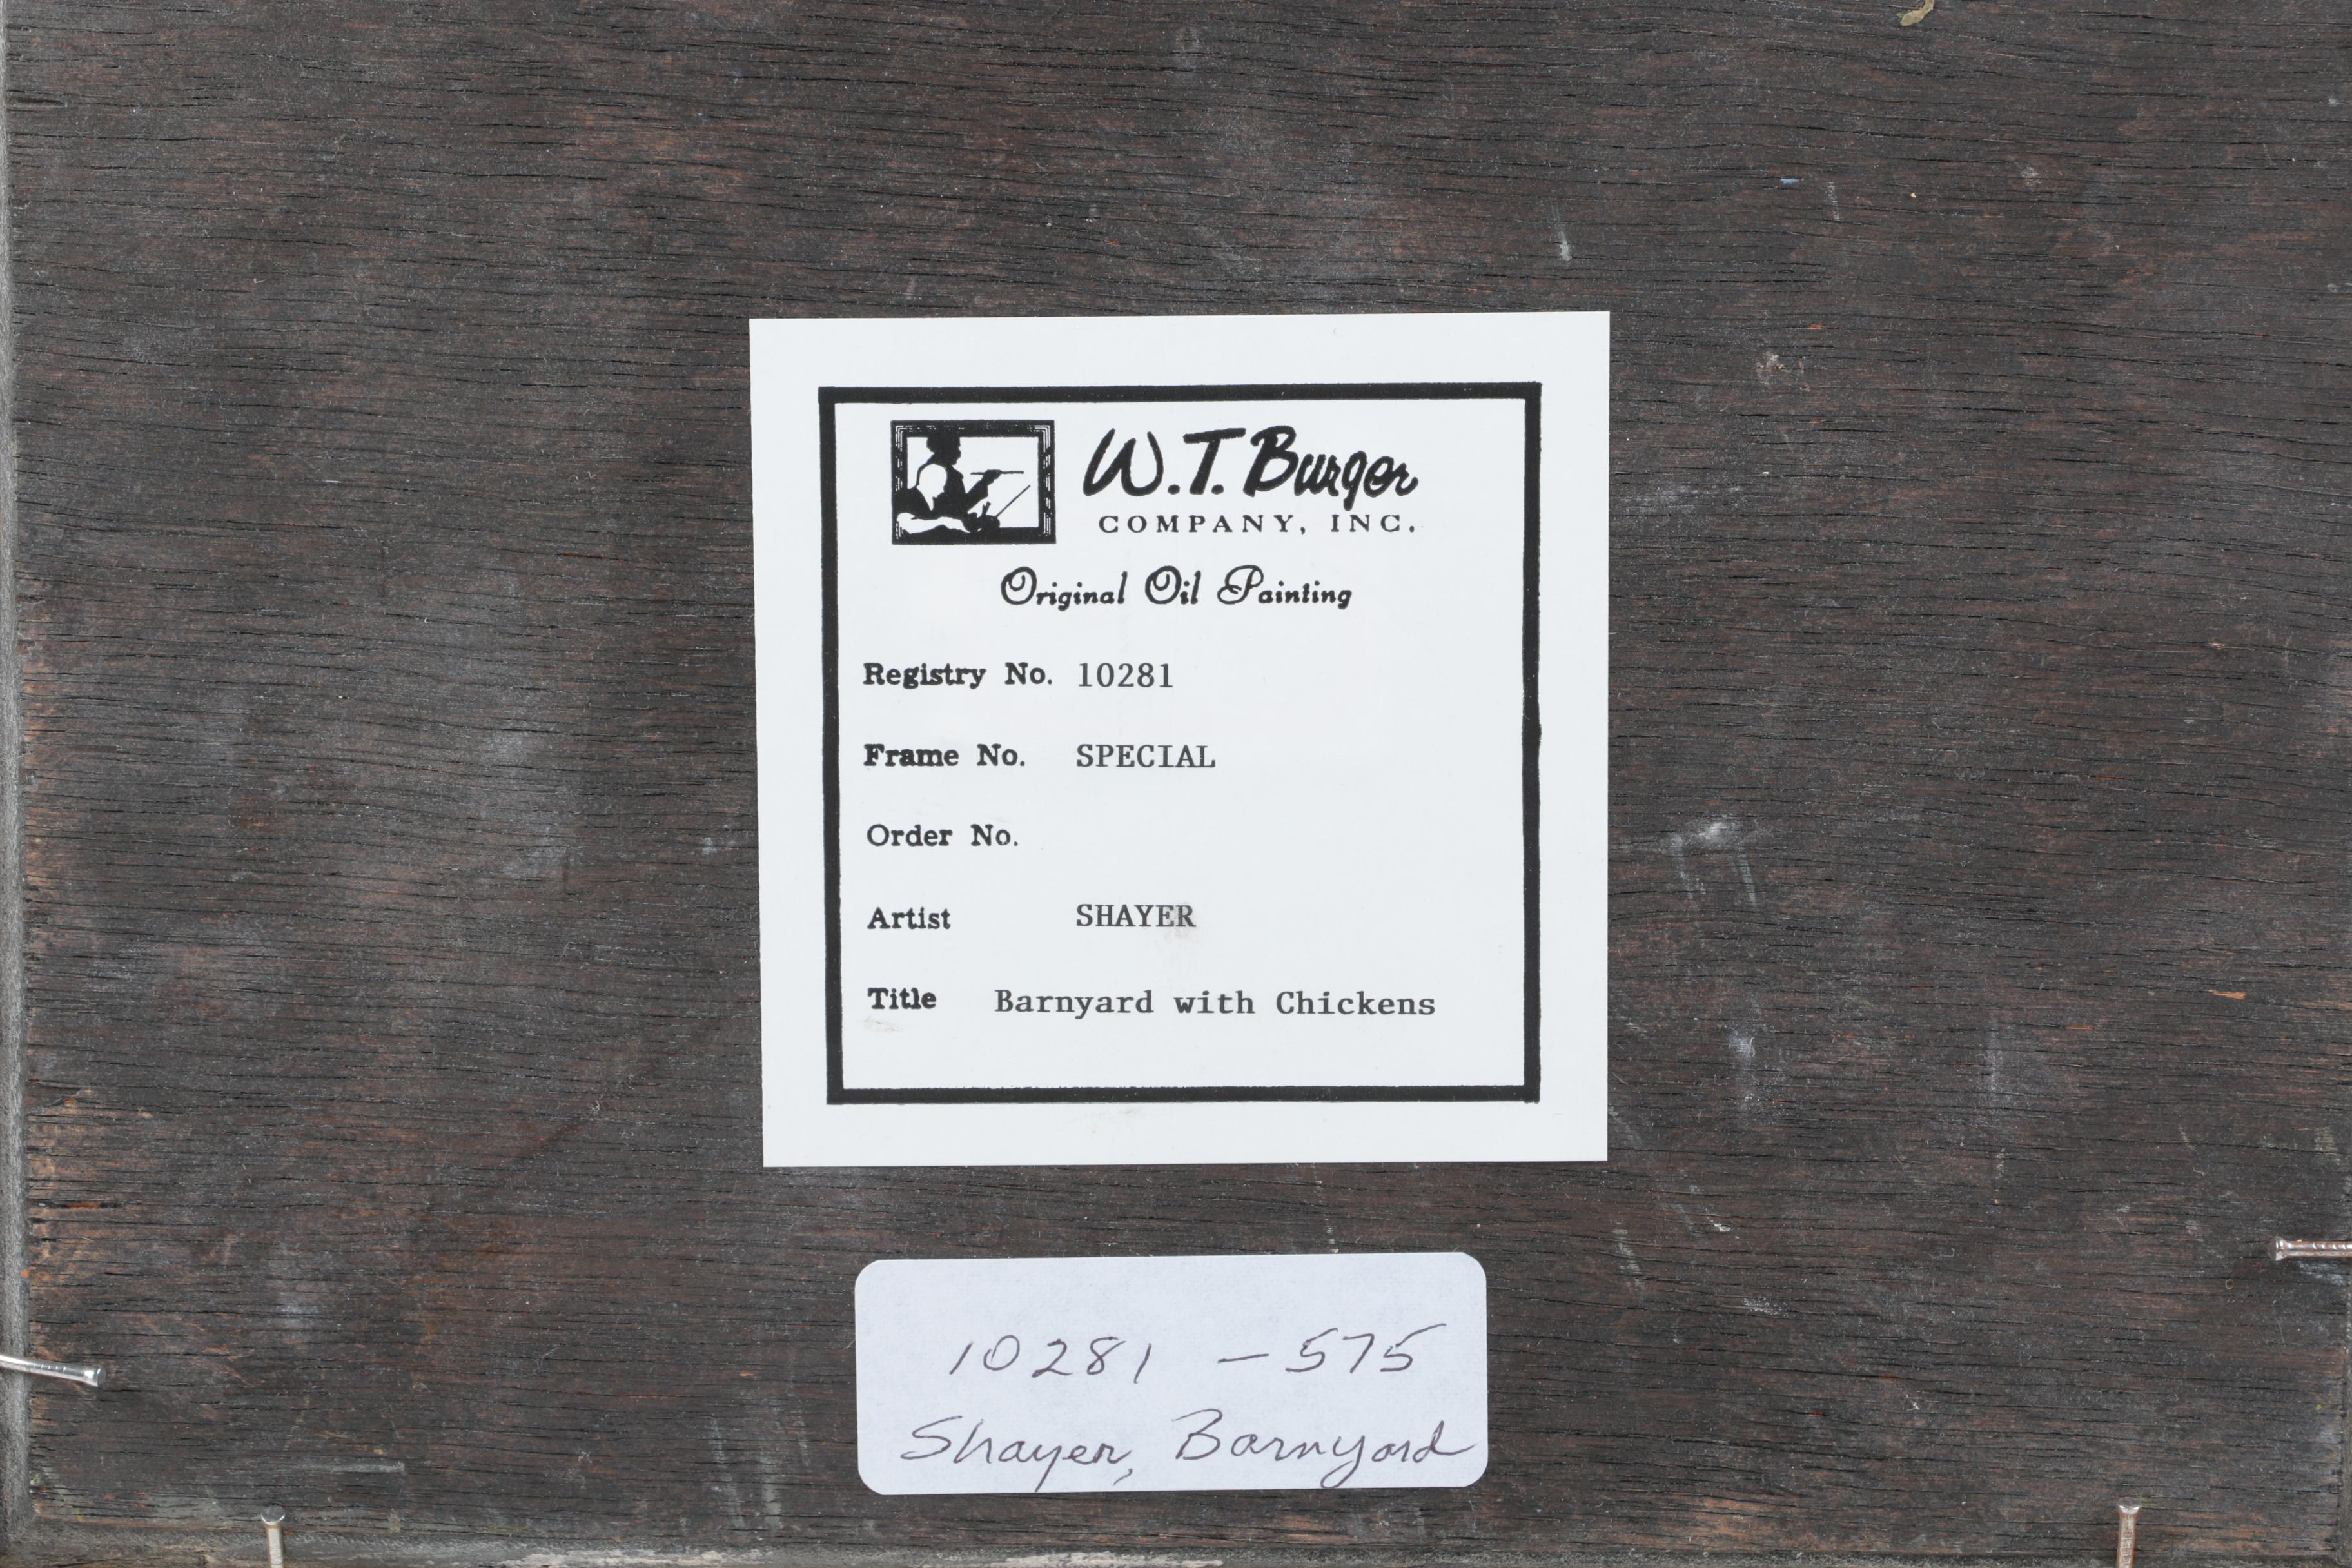 W.T. Burger
COMPANY, INC.
Original Oil Painting
Registry No. 10281
Frame No. SPECIAL
Order No.
Artist SHAYER
Title Barnyard with Chickens
10281 – 575
Shayer, Barnyard